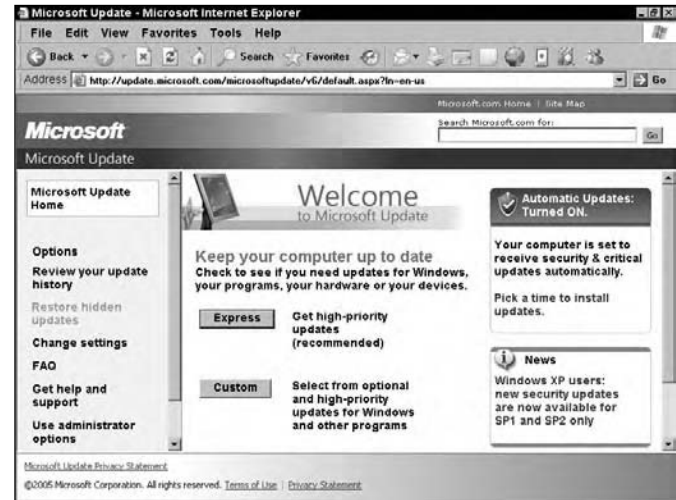 Microsoft Update - Microsoft Internet Explorer
File Edit View Favorites Tools Help
Back Search Favorites
Address http://update.microsoft.com/microsoftupdate/v6/default.aspx?ln=en-us Go
Microsoft.com Home | Site Map
Microsoft
Search Microsoft.com for:
Go
Microsoft Update
Microsoft Update
Home
Options
Review your update
history
Restore hidden
updates
Change settings
FAQ
Get help and
support
Use administrator
options
Welcome
to Microsoft Update
Keep your computer up to date
Check to see if you need updates for Windows,
your programs, your hardware or your devices.
Express
Get high-priority
updates
(recommended)
Custom
Select from optional
and high-priority
updates for Windows
and other programs
Automatic Updates:
Turned ON.
Your computer is set to
receive security & critical
updates automatically.
Pick a time to install
updates.
News
Windows XP users:
new security updates
are now available for
SP1 and SP2 only
Microsoft Update Privacy Statement
©2005 Microsoft Corporation. All rights reserved. Terms of Use | Privacy Statement